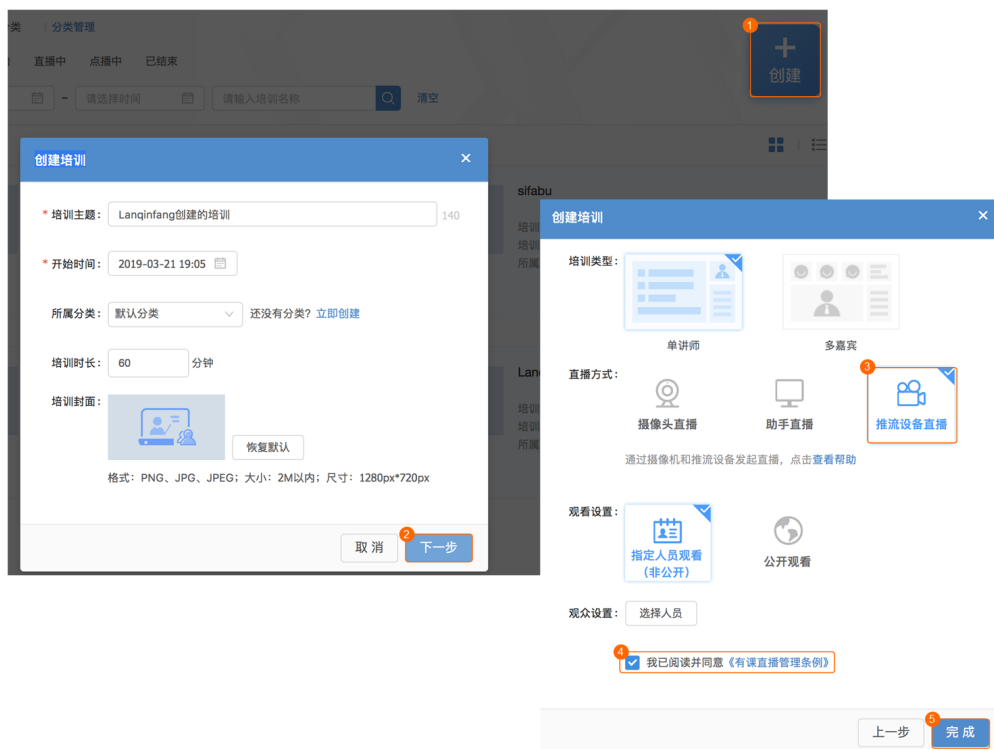 类 | 分类管理
直播中 点播中 已结束
- 请选择时间 请输入培训名称 清空
1
创建
创建培训
* 培训主题： Lanqinfang创建的培训 140
* 开始时间： 2019-03-21 19:05
所属分类： 默认分类 还没有分类？ 立即创建
培训时长： 60 分钟
培训封面：
恢复默认
格式：PNG、JPG、JPEG；大小：2M以内；尺寸：1280px*720px
取 消
2
下一步
sifabu
培训
培训
所属
Lan
培训
培训
所属
创建培训
培训类型：
单讲师 多嘉宾
直播方式：
3
摄像头直播 助手直播 推流设备直播
通过摄像机和推流设备发起直播，点击查看帮助
观看设置：
指定人员观看
（非公开）
公开观看
观众设置： 选择人员
4
我已阅读并同意《有课直播管理条例》
上一步
5
完 成